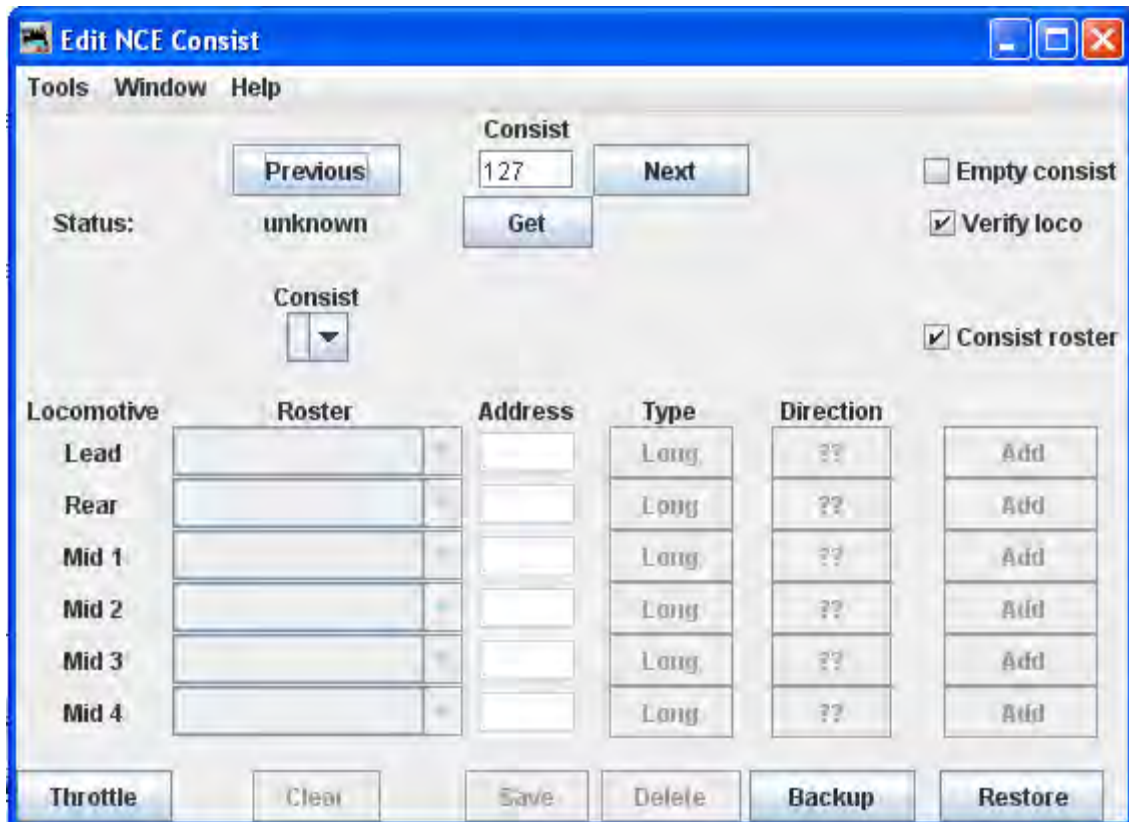 Edit NCE Consist
Tools Window Help
Consist
Previous 127 Next Empty consist
Status: unknown Get Verify loco
Consist
Consist roster
Locomotive Roster Address Type Direction
Lead Long ?? Add
Rear Long ?? Add
Mid 1 Long ?? Add
Mid 2 Long ?? Add
Mid 3 Long ?? Add
Mid 4 Long ?? Add
Throttle Clear Save Delete Backup Restore